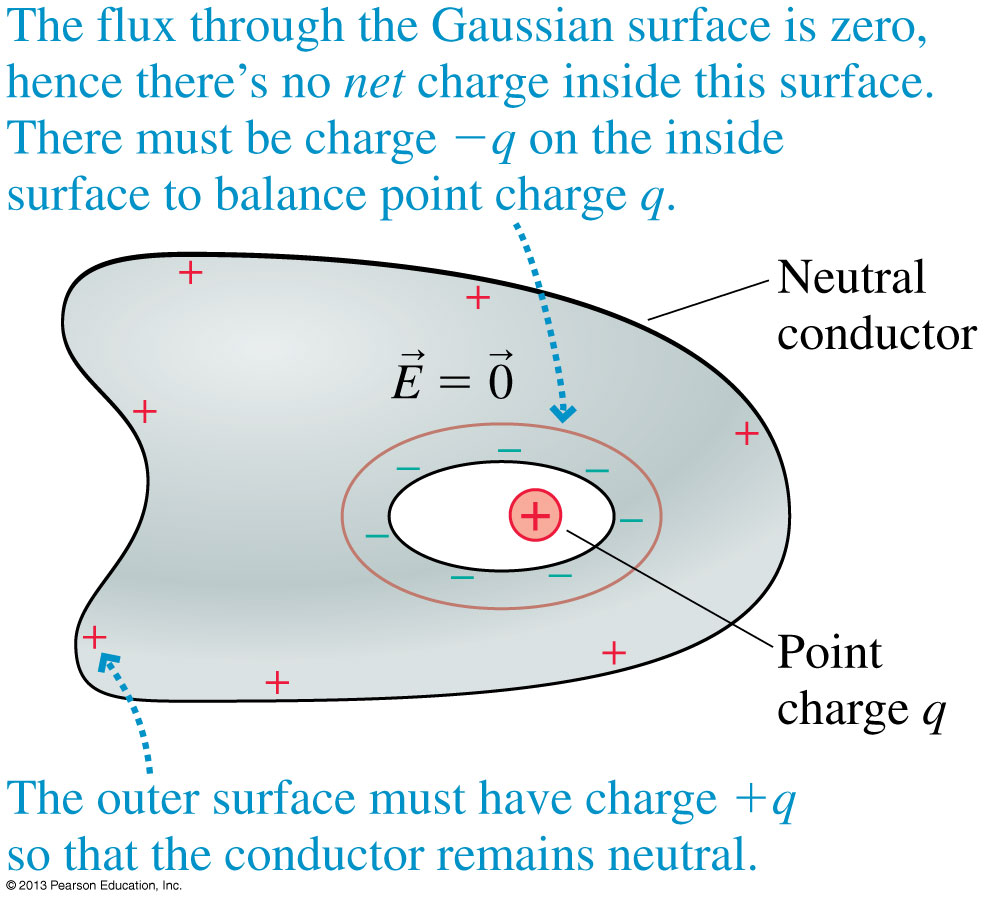 The flux through the Gaussian surface is zero,
hence there's no net charge inside this surface.
There must be charge −q on the inside
surface to balance point charge q.
Neutral
conductor
E⃗ = 0⃗
Point
charge q
The outer surface must have charge +q
so that the conductor remains neutral.
© 2013 Pearson Education, Inc.